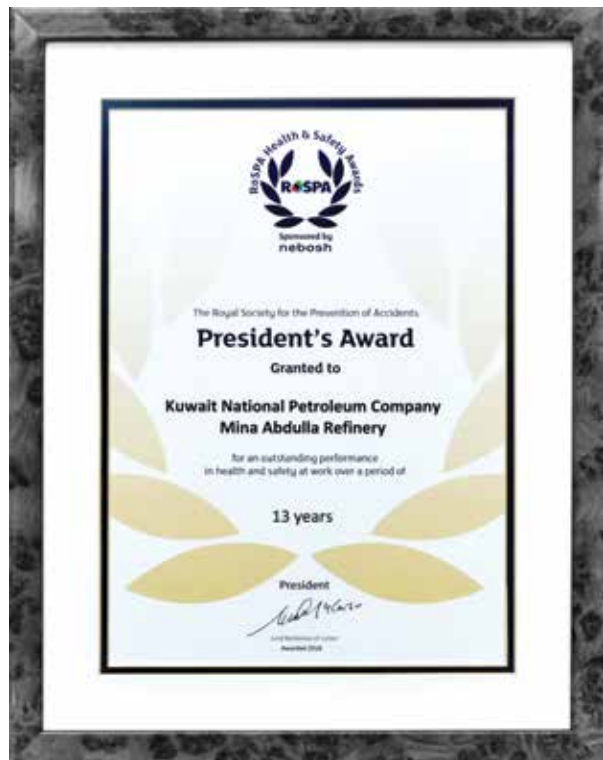 RoSPA Health & Safety Awards
RoSPA
Sponsored by
nebosh
The Royal Society for the Prevention of Accidents
President's Award
Granted to
Kuwait National Petroleum Company
Mina Abdulla Refinery
for an outstanding performance
in health and safety at work over a period of
13 years
President
Awarded